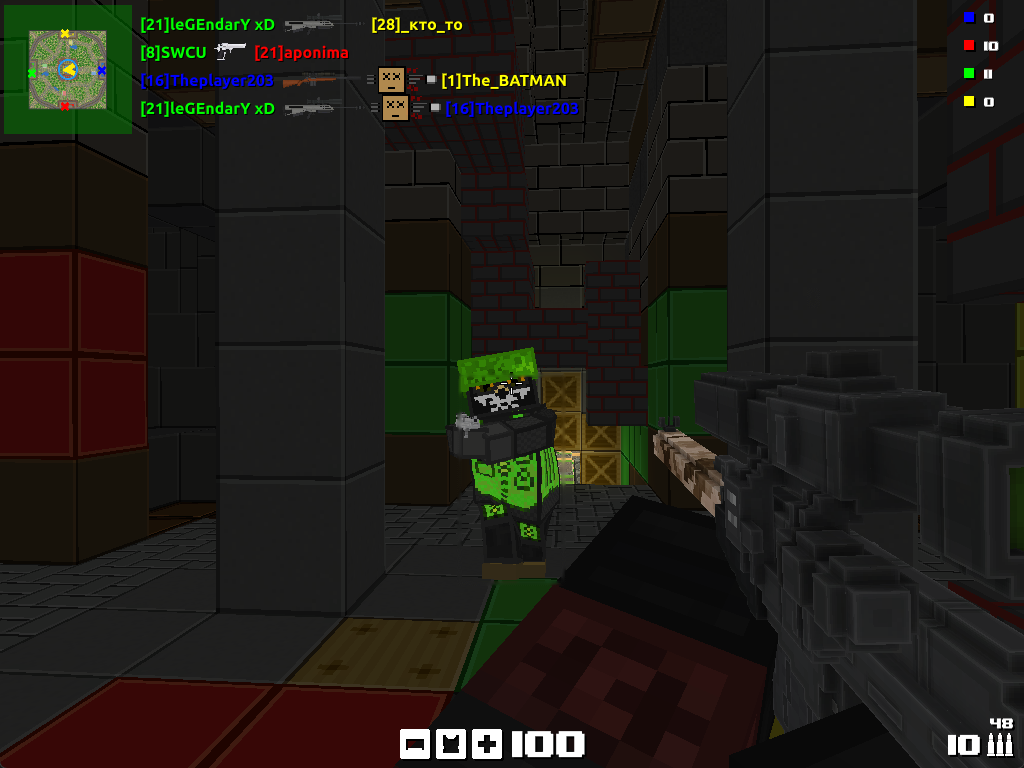 [21]leGEndarY xD [28]_кто_то
[8]SWCU [21]aponima
[16]Theplayer203 [1]The_BATMAN
[21]leGEndarY xD [16]Theplayer203
0
10
11
0
100
48
10